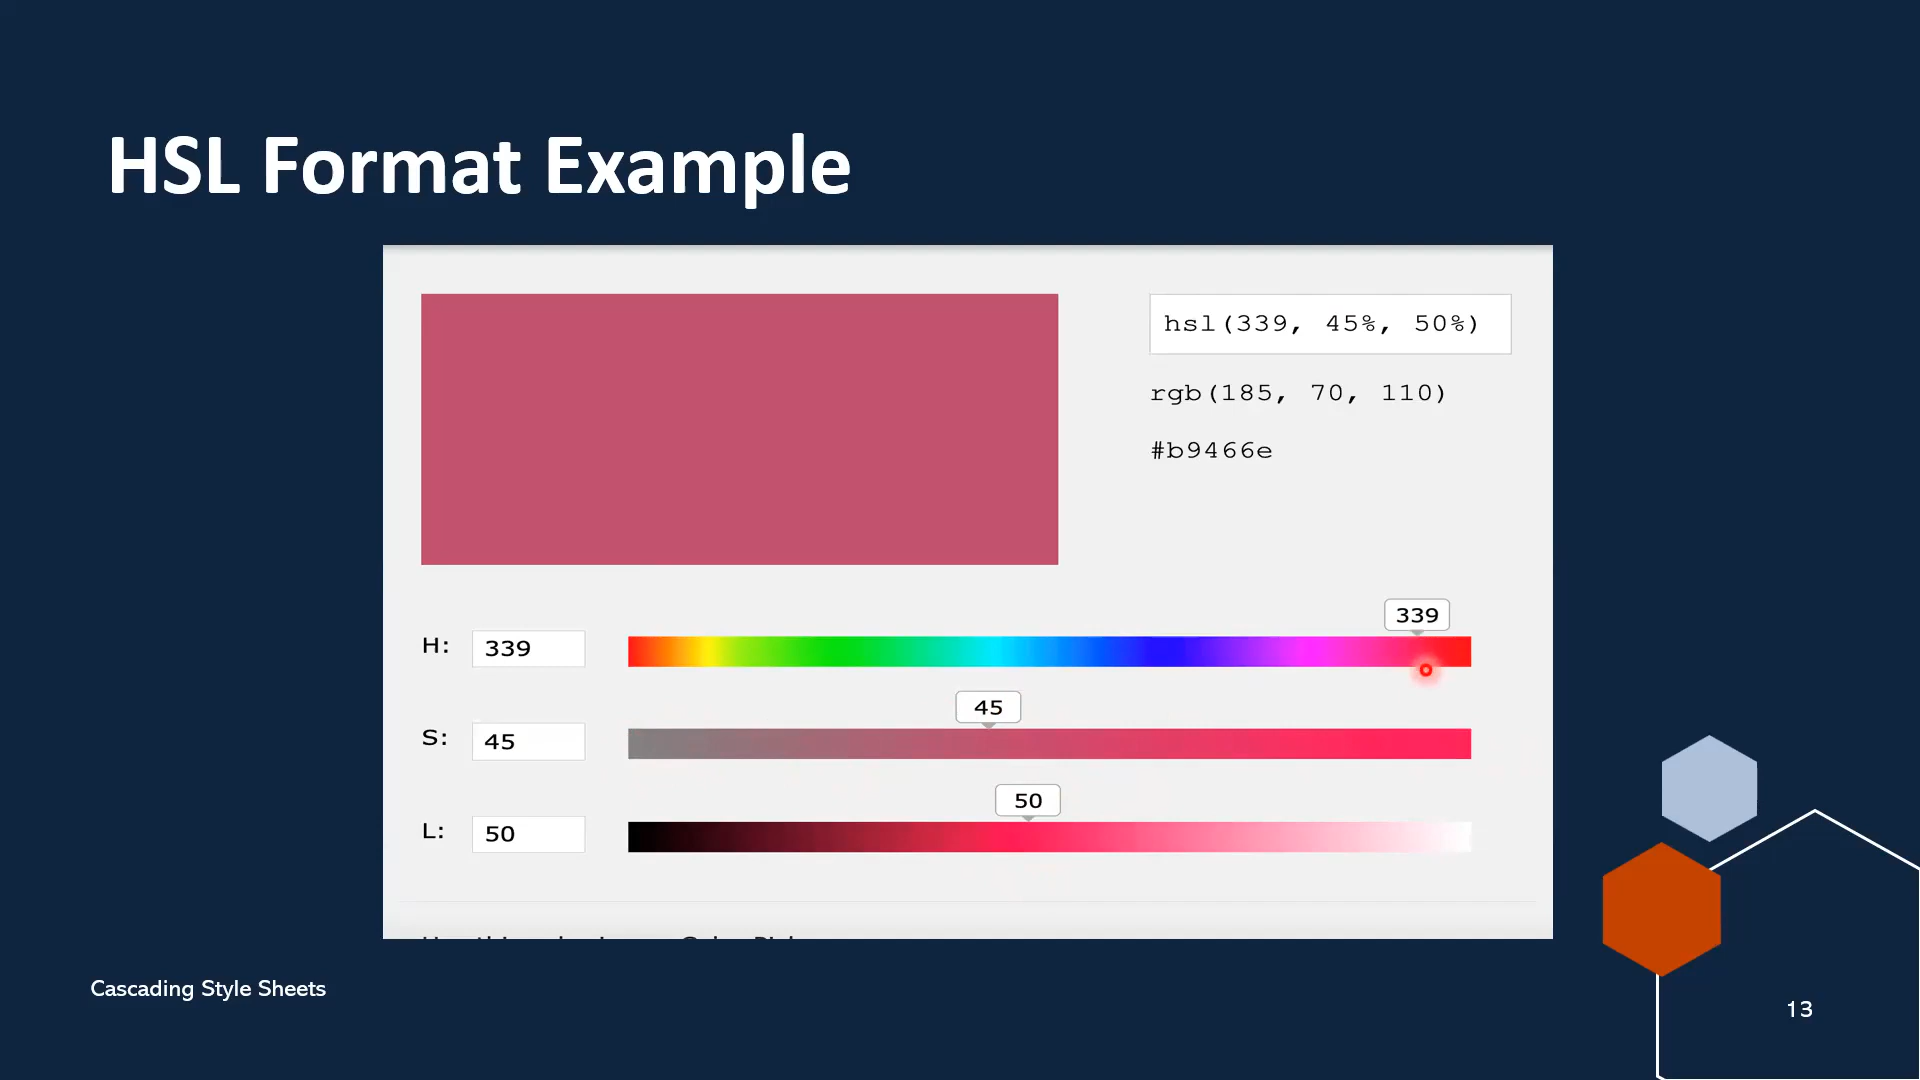 HSL Format Example
hsl(339, 45%, 50%)
rgb(185, 70, 110)
#b9466e
339
H: 339
45
S: 45
50
L: 50
Cascading Style Sheets
13